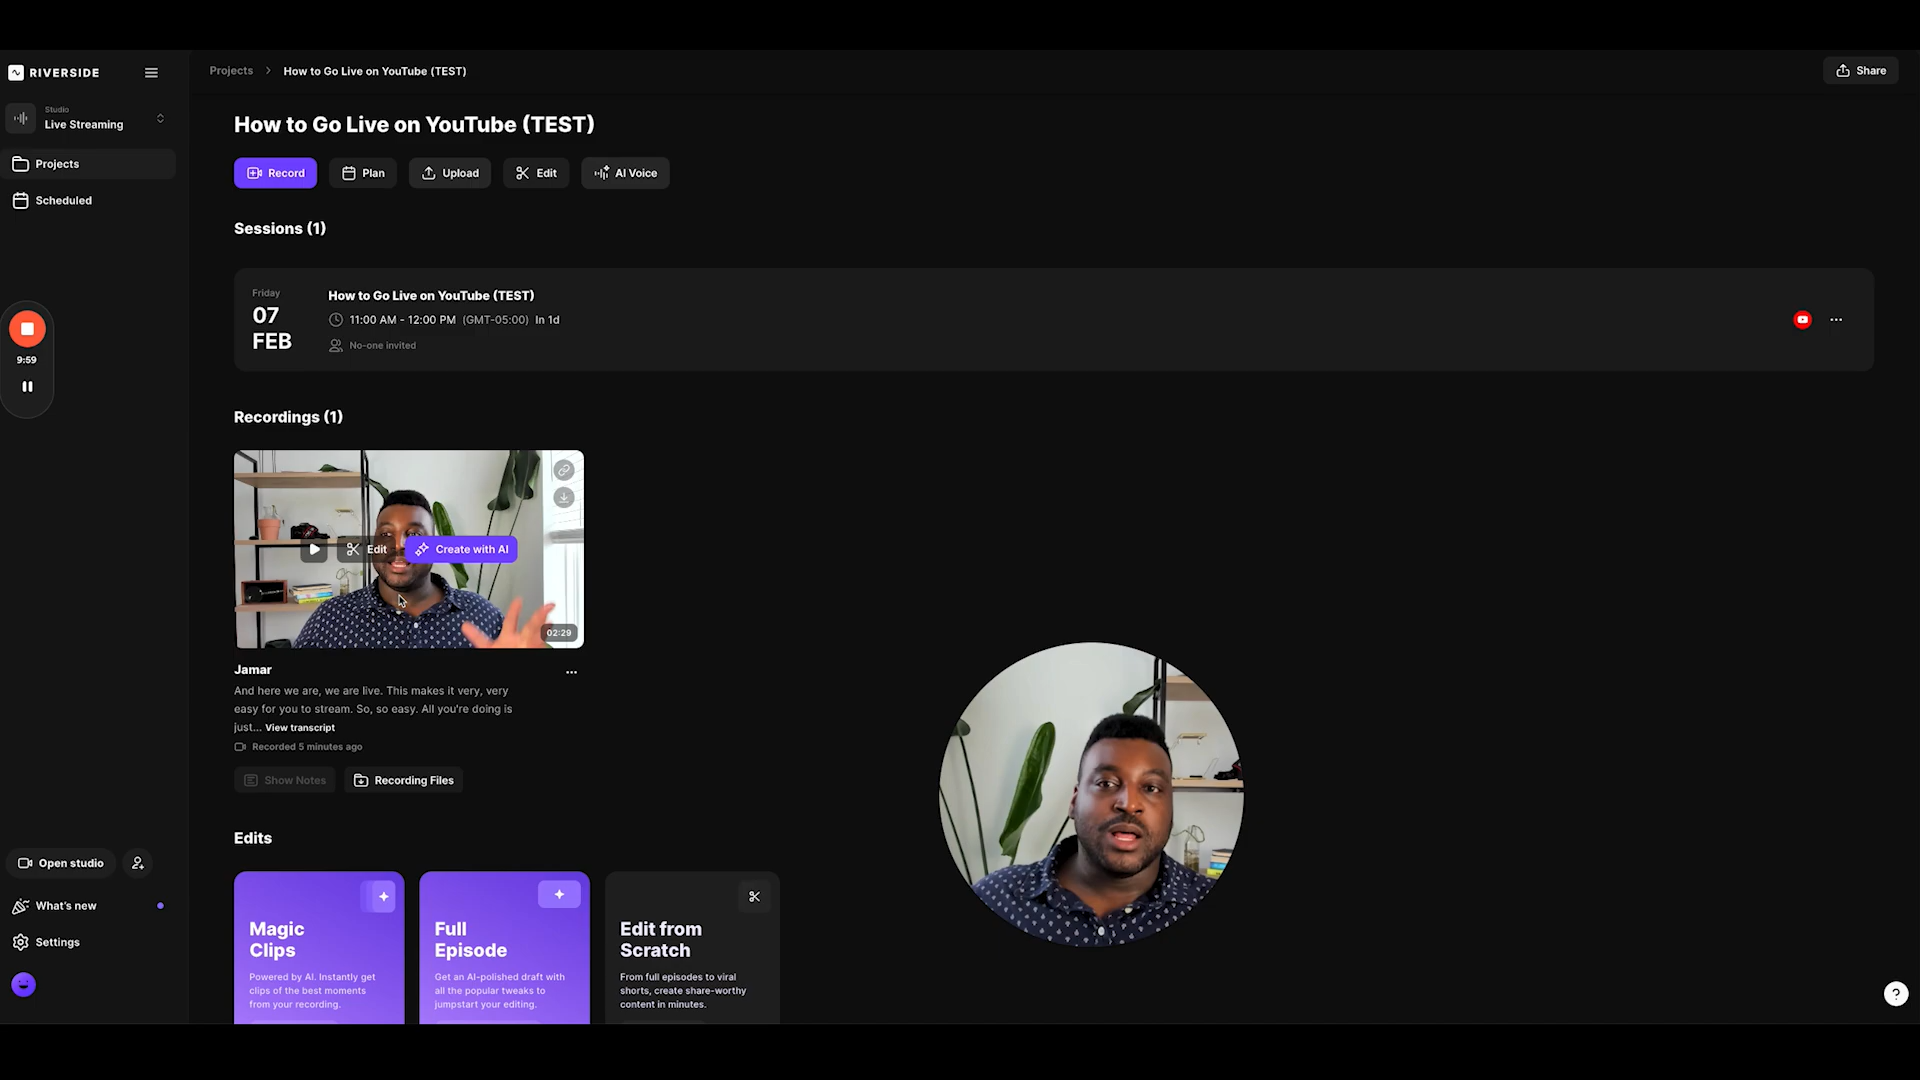 RIVERSIDE
Studio
Live Streaming
Projects
Scheduled
9:59
Open studio
What's new
Settings
Projects > How to Go Live on YouTube (TEST)
Share
How to Go Live on YouTube (TEST)
Record
Plan
Upload
Edit
AI Voice
Sessions (1)
Friday
07
FEB
How to Go Live on YouTube (TEST)
11:00 AM - 12:00 PM (GMT-05:00) In 1d
No-one invited
Recordings (1)
Edit
Create with AI
02:29
Jamar
And here we are, we are live. This makes it very, very
easy for you to stream. So, so easy. All you're doing is
just... View transcript
Recorded 5 minutes ago
Show Notes
Recording Files
Edits
Magic
Clips
Powered by AI. Instantly get
clips of the best moments
from your recording.
Full
Episode
Get an AI-polished draft with
all the popular tweaks to
jumpstart your editing.
Edit from
Scratch
From full episodes to viral
shorts, create share-worthy
content in minutes.
?